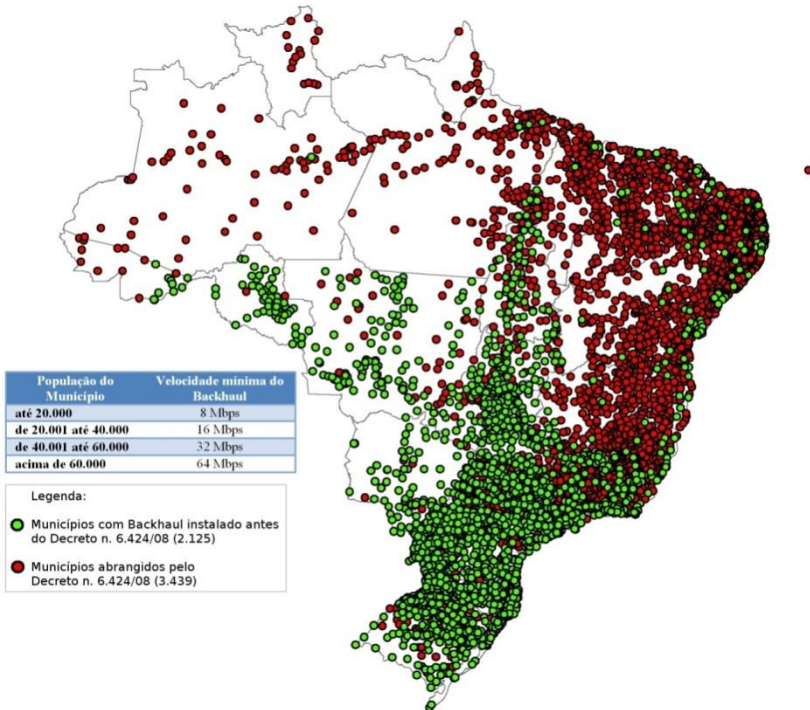 População do Velocidade mínima do
Município Backhaul
até 20.000 8 Mbps
de 20.001 até 40.000 16 Mbps
de 40.001 até 60.000 32 Mbps
acima de 60.000 64 Mbps
Legenda:
Municípios com Backhaul instalado antes
do Decreto n. 6.424/08 (2.125)
Municípios abrangidos pelo
Decreto n. 6.424/08 (3.439)